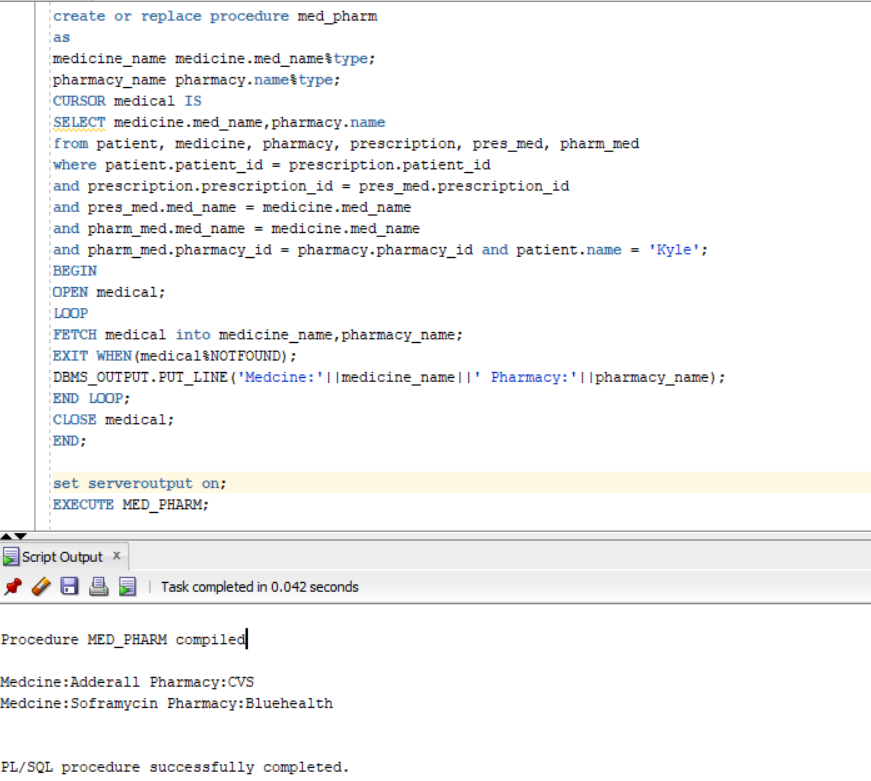 create or replace procedure med_pharm
as
medicine_name medicine.med_name%type;
pharmacy_name pharmacy.name%type;
CURSOR medical IS
SELECT medicine.med_name,pharmacy.name
from patient, medicine, pharmacy, prescription, pres_med, pharm_med
where patient.patient_id = prescription.patient_id
and prescription.prescription_id = pres_med.prescription_id
and pres_med.med_name = medicine.med_name
and pharm_med.med_name = medicine.med_name
and pharm_med.pharmacy_id = pharmacy.pharmacy_id and patient.name = 'Kyle';
BEGIN
OPEN medical;
LOOP
FETCH medical into medicine_name,pharmacy_name;
EXIT WHEN(medical%NOTFOUND);
DBMS_OUTPUT.PUT_LINE('Medcine:'||medicine_name||' Pharmacy:'||pharmacy_name);
END LOOP;
CLOSE medical;
END;
set serveroutput on;
EXECUTE MED_PHARM;
Script Output x
Task completed in 0.042 seconds
Procedure MED_PHARM compiled
Medcine:Adderall Pharmacy:CVS
Medcine:Soframycin Pharmacy:Bluehealth
PL/SQL procedure successfully completed.